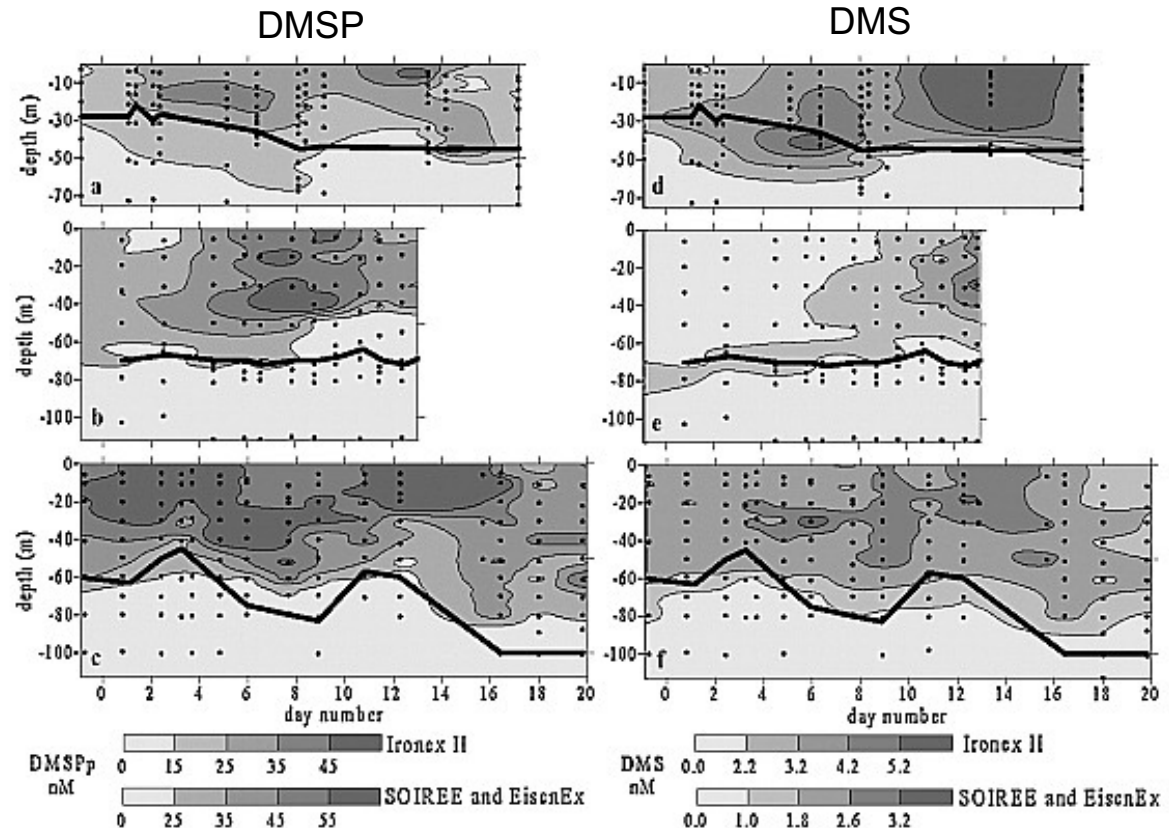 DMSP DMS
-10
-30
-50
-70
depth (m)
a
d
-10
-30
-50
-70
depth (m)
0
-20
-40
-60
-80
-100
depth (m)
b
e
0
-20
-40
-60
-80
-100
depth (m)
0
-20
-40
-60
-80
-100
depth (m)
c
f
0
-20
-40
-60
-80
-100
depth (m)
0 2 4 6 8 10 12 14 16 18 20
day number
0 2 4 6 8 10 12 14 16 18 20
day number
DMSPp
nM
Ironex II
0 15 25 35 45
SOIREE and EisenEx
0 25 35 45 55
DMS
nM
Ironex II
0.0 2.2 3.2 4.2 5.2
SOIREE and EisenEx
0.0 1.0 1.8 2.6 3.2